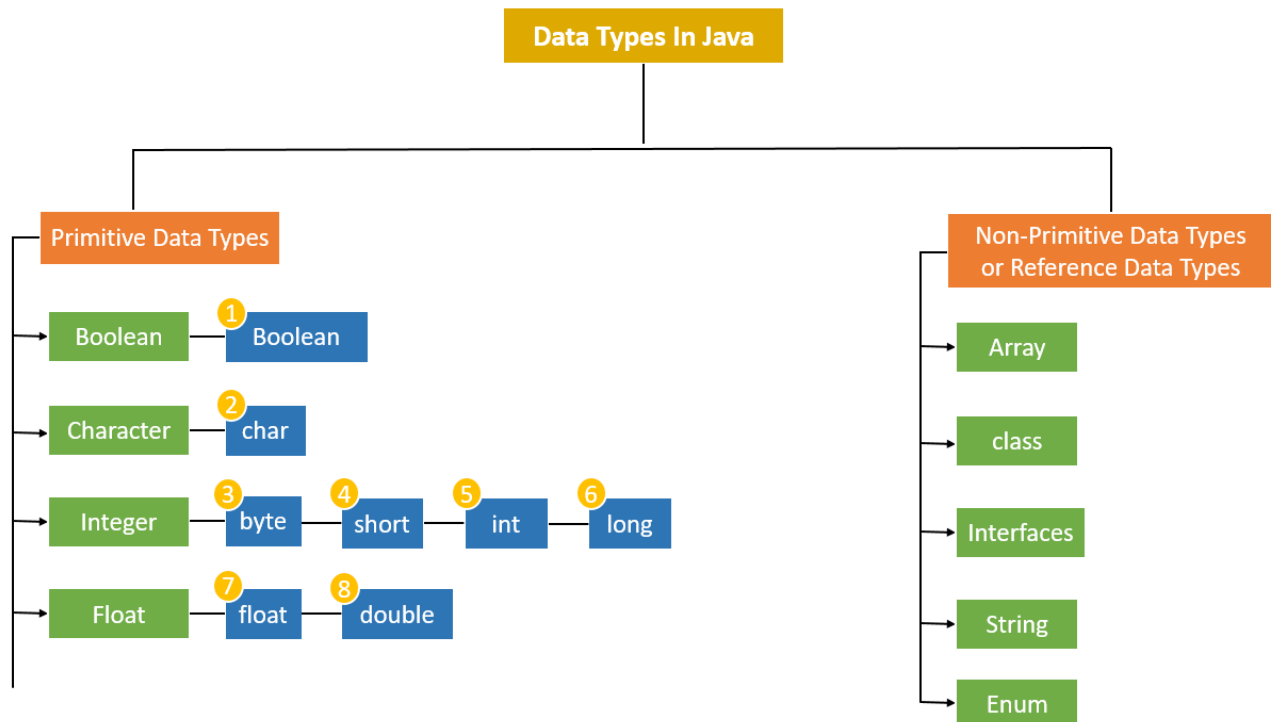 Data Types In Java
Primitive Data Types
Boolean
1
Boolean
Character
2
char
Integer
3
byte
4
short
5
int
6
long
Float
7
float
8
double
Non-Primitive Data Types
or Reference Data Types
Array
class
Interfaces
String
Enum